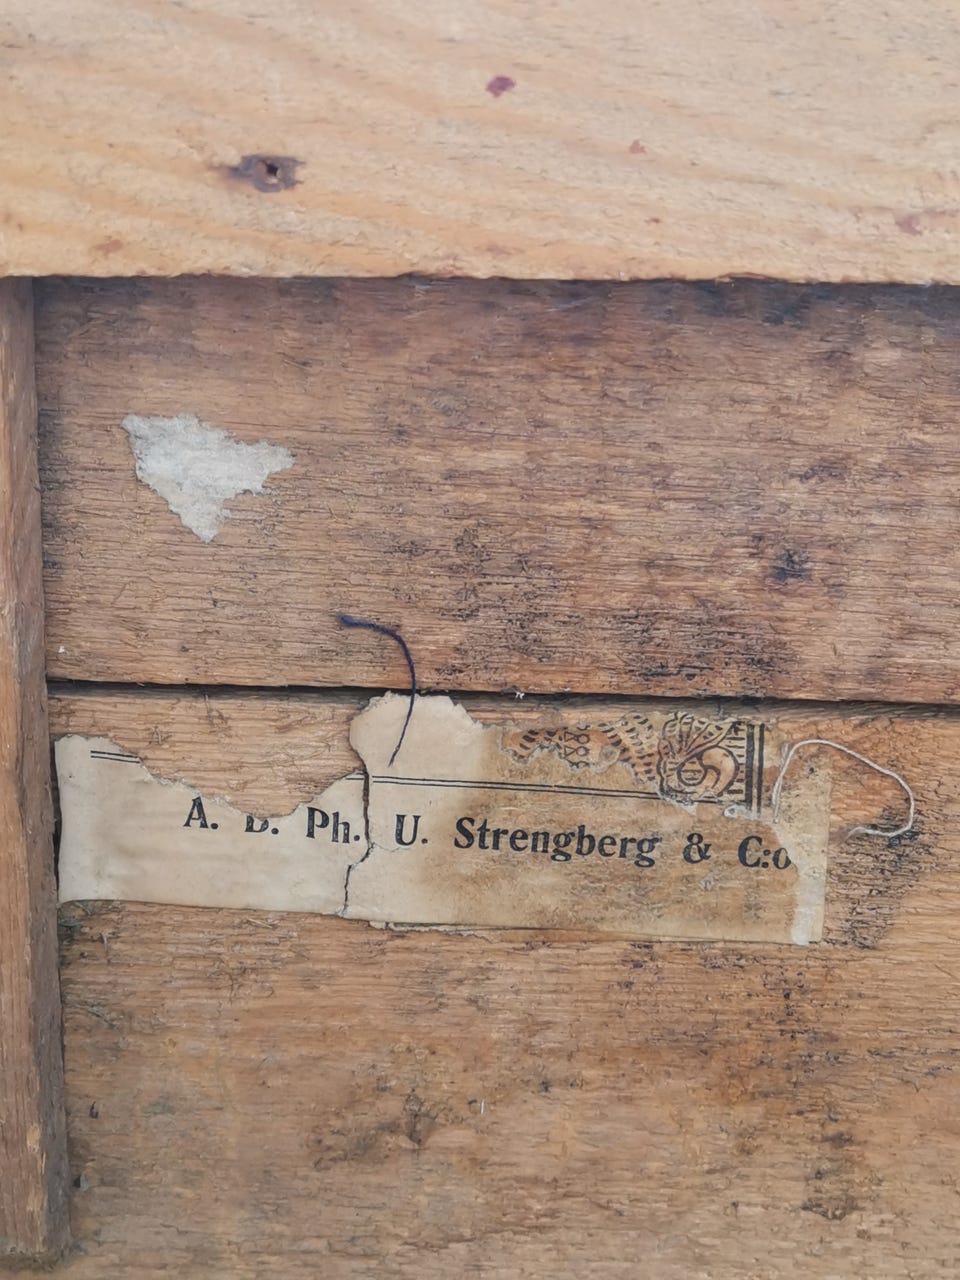 A. B. Ph. U. Strengberg & C:o